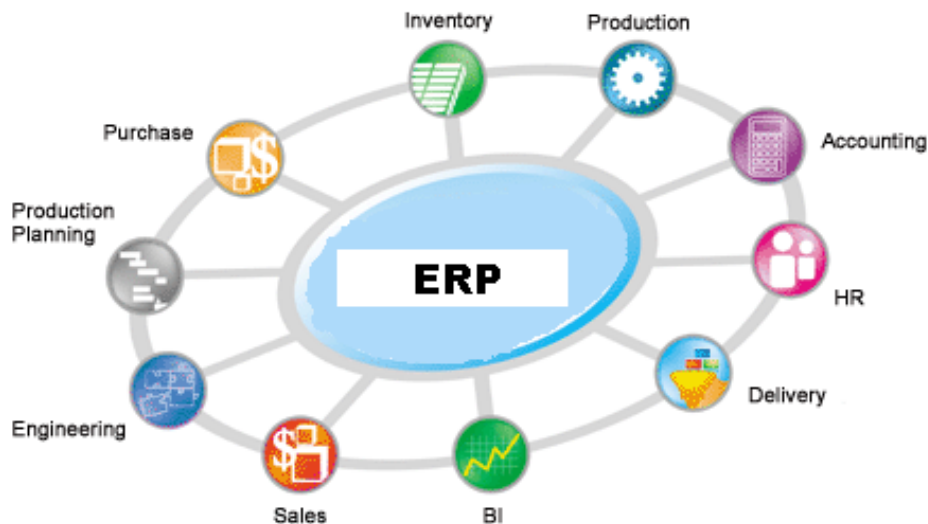 Inventory
Production
Purchase
Accounting
Production
Planning
ERP
HR
Delivery
Engineering
Sales
BI